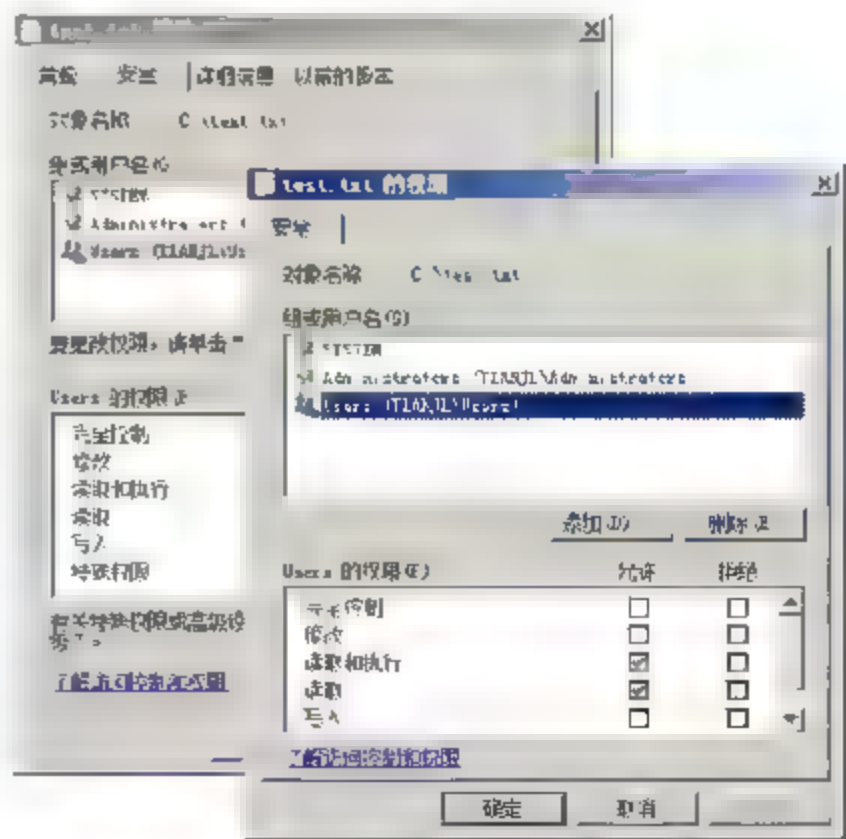 常规 安全 详细信息 以前的版本
对象名称 C:\test.txt
组或用户名(G)
SYSTEM
Users (TIANJL\Us
要更改权限，请单击"
Users 的权限(P)
完全控制
修改
读取和执行
读取
写入
特殊权限
有关特殊权限或高级设
了解访问控制和权限
test.txt 的权限
安全
对象名称 C:\test.txt
组或用户名(G)
SYSTEM
Administrators (TIANJL\Administrators
Users (TIANJL\Users)
添加(D) 删除(R)
Users 的权限(P) 允许 拒绝
完全控制
修改
读取和执行
读取
写入
了解访问控制和权限
确定 取消